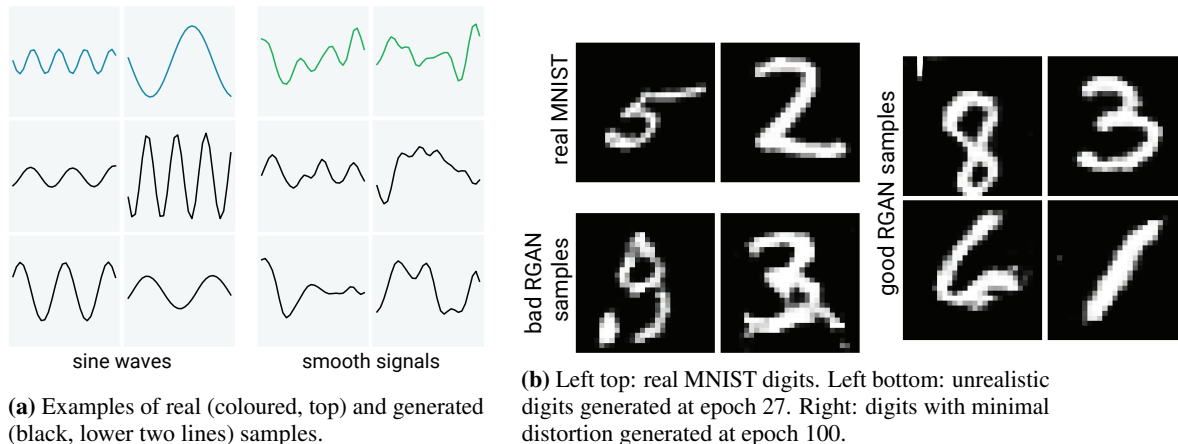 sine waves
smooth signals
(a) Examples of real (coloured, top) and generated
(black, lower two lines) samples.
real MNIST
bad RGAN
samples
good RGAN samples
(b) Left top: real MNIST digits. Left bottom: unrealistic
digits generated at epoch 27. Right: digits with minimal
distortion generated at epoch 100.